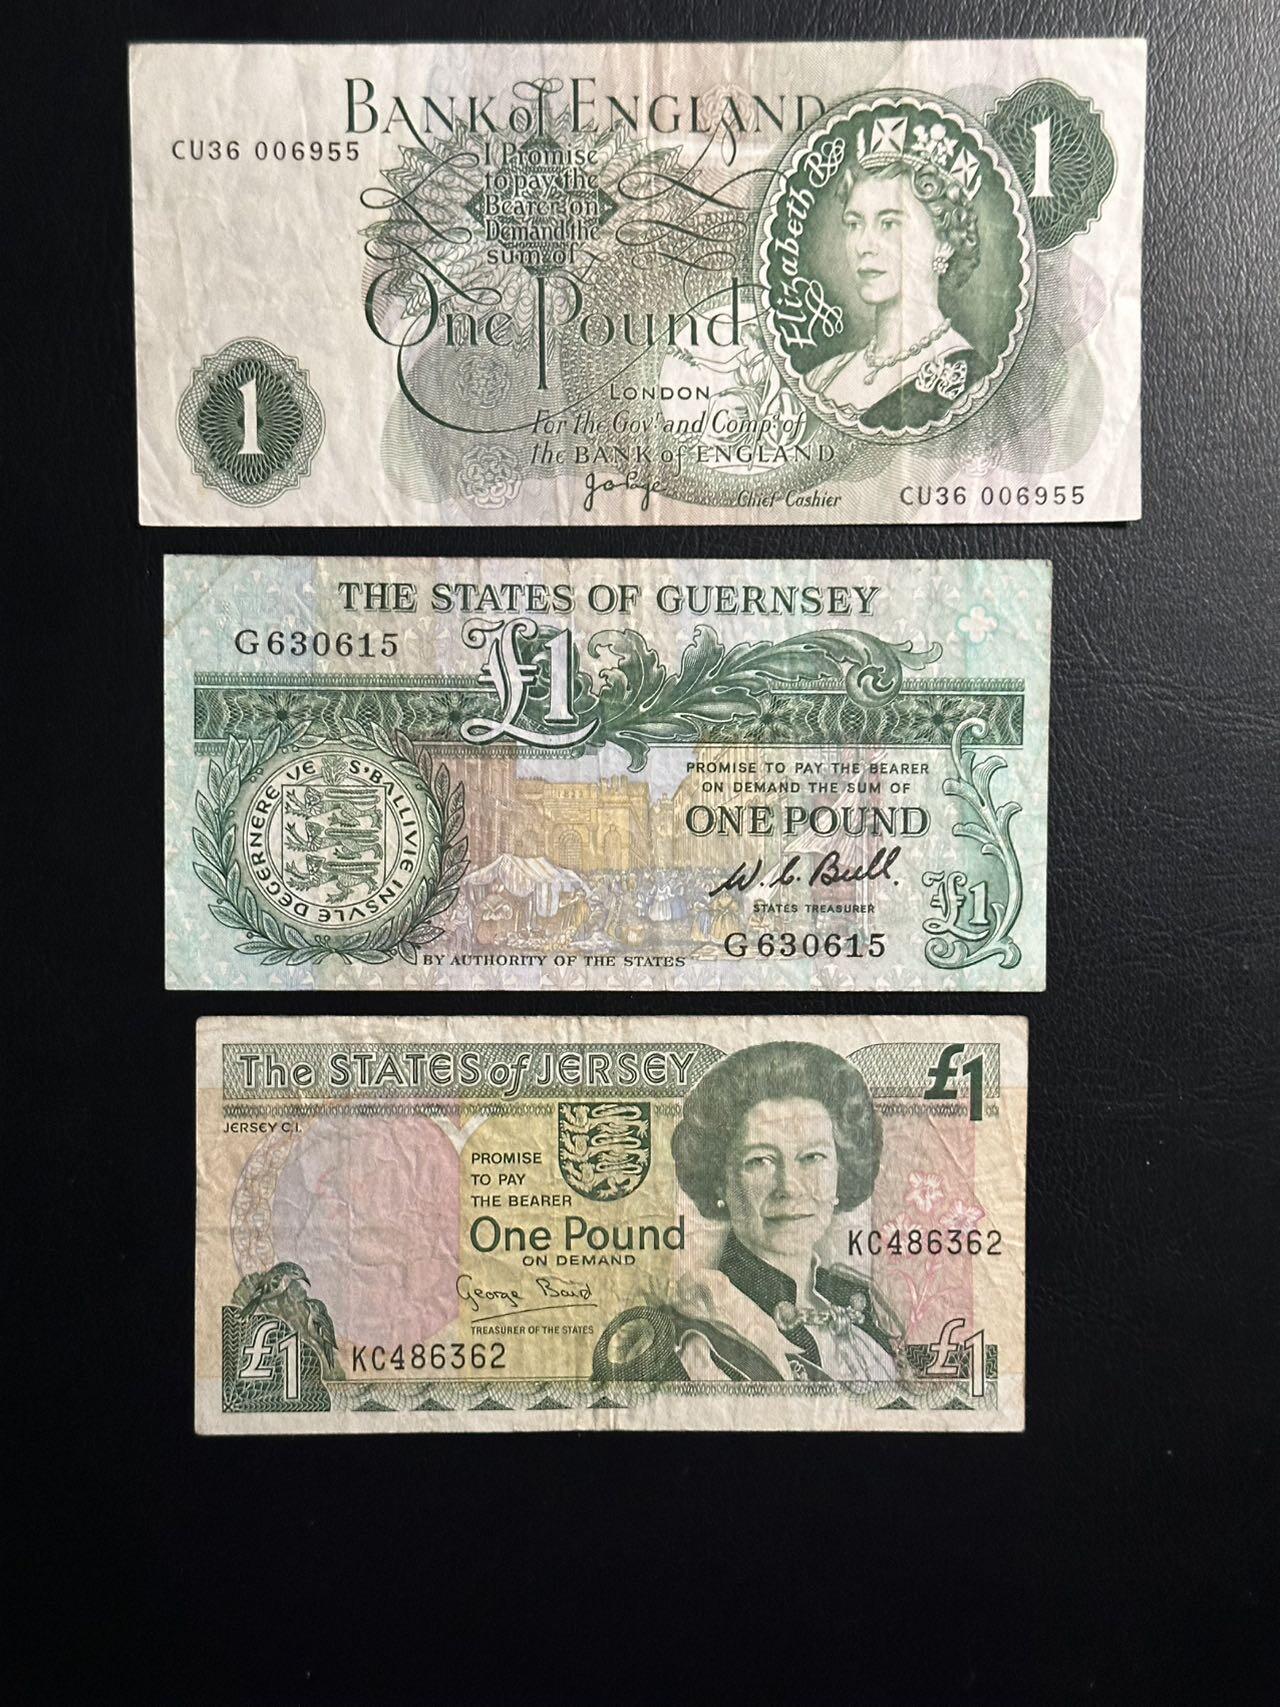 BANK of ENGLAND
CU36 006955
I Promise
to pay the
Bearer on
Demand the
sum of
One Pound
LONDON
For the Govr and Compa of
the BANK of ENGLAND
Chief Cashier
CU36 006955
Elizabeth R
1
1
THE STATES OF GUERNSEY
G630615
£1
S'BALLIVIE INSVLE DEGERNEREYE
PROMISE TO PAY THE BEARER
ON DEMAND THE SUM OF
ONE POUND
W. C. Bull.
STATES TREASURER
£1
G630615
BY AUTHORITY OF THE STATES
The STATES of JERSEY
£1
JERSEY C.I.
PROMISE
TO PAY
THE BEARER
One Pound
ON DEMAND
KC486362
George Baird
TREASURER OF THE STATES
£1
KC486362
£1